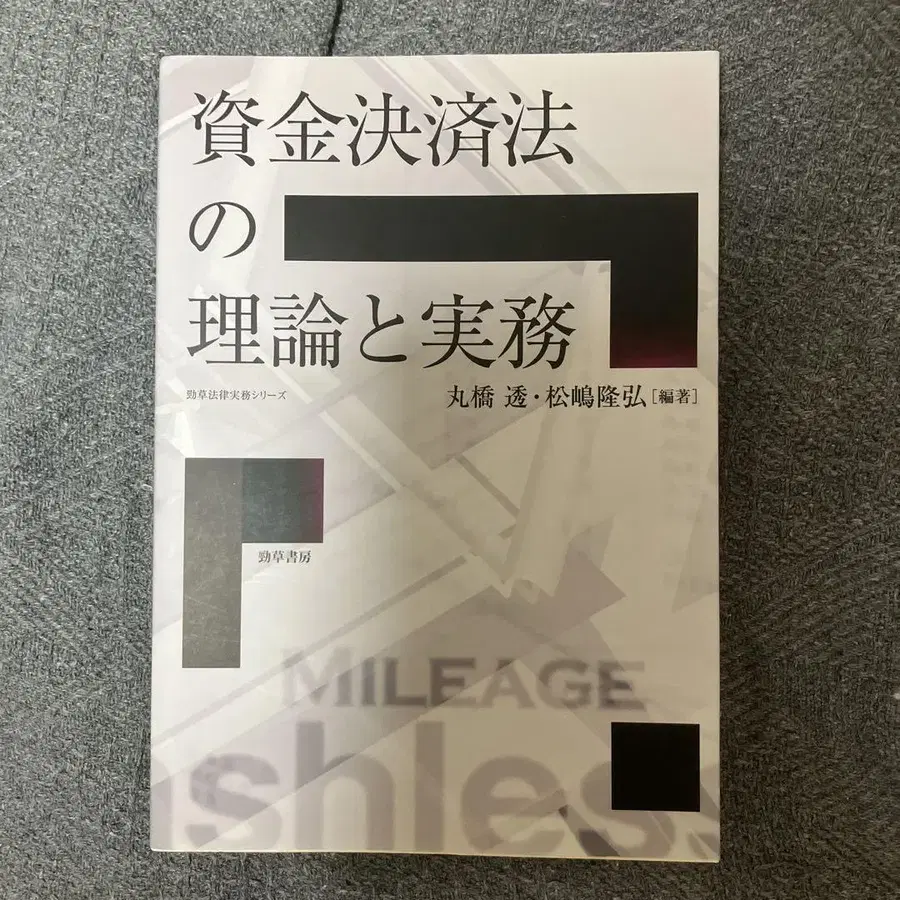 資金決済法
の
理論と実務
勁草法律実務シリーズ
丸橋 透・松嶋隆弘[編著]
勁草書房
MILEAGE
shless